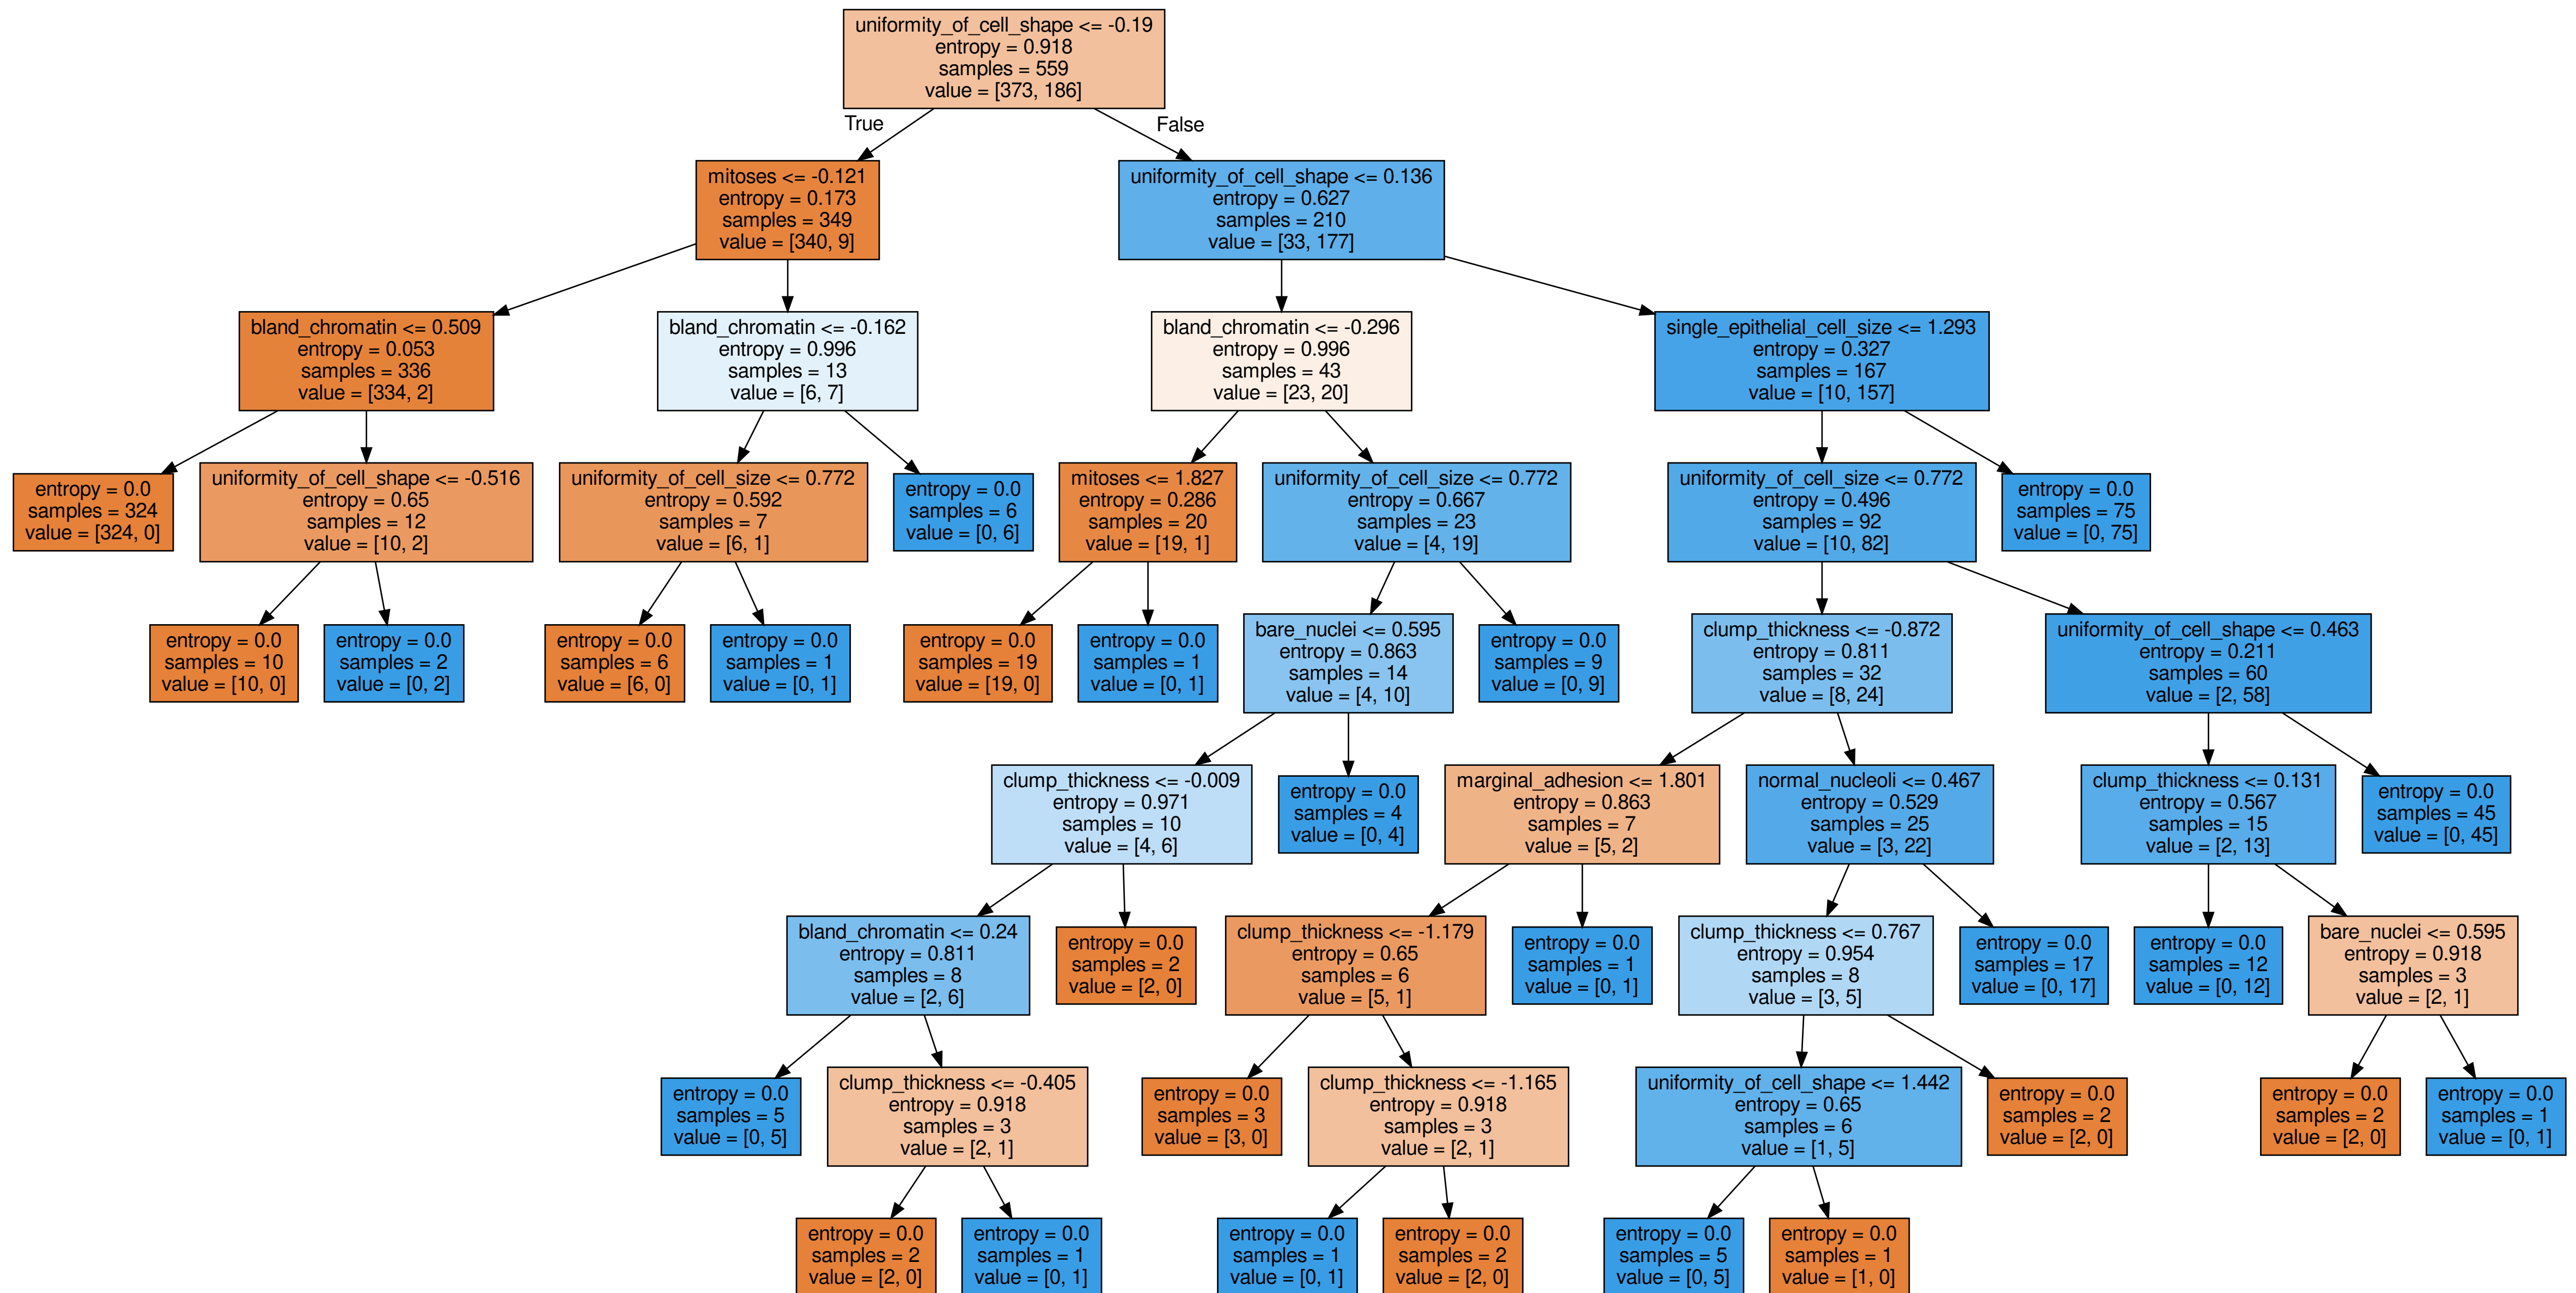 uniformity_of_cell_shape <= -0.19
entropy = 0.918
samples = 559
value = [373, 186]
True
False
mitoses <= -0.121
entropy = 0.173
samples = 349
value = [340, 9]
uniformity_of_cell_shape <= 0.136
entropy = 0.627
samples = 210
value = [33, 177]
bland_chromatin <= 0.509
entropy = 0.053
samples = 336
value = [334, 2]
bland_chromatin <= -0.162
entropy = 0.996
samples = 13
value = [6, 7]
bland_chromatin <= -0.296
entropy = 0.996
samples = 43
value = [23, 20]
single_epithelial_cell_size <= 1.293
entropy = 0.327
samples = 167
value = [10, 157]
entropy = 0.0
samples = 324
value = [324, 0]
uniformity_of_cell_shape <= -0.516
entropy = 0.65
samples = 12
value = [10, 2]
uniformity_of_cell_size <= 0.772
entropy = 0.592
samples = 7
value = [6, 1]
entropy = 0.0
samples = 6
value = [0, 6]
mitoses <= 1.827
entropy = 0.286
samples = 20
value = [19, 1]
uniformity_of_cell_size <= 0.772
entropy = 0.667
samples = 23
value = [4, 19]
uniformity_of_cell_size <= 0.772
entropy = 0.496
samples = 92
value = [10, 82]
entropy = 0.0
samples = 75
value = [0, 75]
entropy = 0.0
samples = 10
value = [10, 0]
entropy = 0.0
samples = 2
value = [0, 2]
entropy = 0.0
samples = 6
value = [6, 0]
entropy = 0.0
samples = 1
value = [0, 1]
entropy = 0.0
samples = 19
value = [19, 0]
entropy = 0.0
samples = 1
value = [0, 1]
bare_nuclei <= 0.595
entropy = 0.863
samples = 14
value = [4, 10]
entropy = 0.0
samples = 9
value = [0, 9]
clump_thickness <= -0.872
entropy = 0.811
samples = 32
value = [8, 24]
uniformity_of_cell_shape <= 0.463
entropy = 0.211
samples = 60
value = [2, 58]
clump_thickness <= -0.009
entropy = 0.971
samples = 10
value = [4, 6]
entropy = 0.0
samples = 4
value = [0, 4]
marginal_adhesion <= 1.801
entropy = 0.863
samples = 7
value = [5, 2]
normal_nucleoli <= 0.467
entropy = 0.529
samples = 25
value = [3, 22]
clump_thickness <= 0.131
entropy = 0.567
samples = 15
value = [2, 13]
entropy = 0.0
samples = 45
value = [0, 45]
bland_chromatin <= 0.24
entropy = 0.811
samples = 8
value = [2, 6]
entropy = 0.0
samples = 2
value = [2, 0]
clump_thickness <= -1.179
entropy = 0.65
samples = 6
value = [5, 1]
entropy = 0.0
samples = 1
value = [0, 1]
clump_thickness <= 0.767
entropy = 0.954
samples = 8
value = [3, 5]
entropy = 0.0
samples = 17
value = [0, 17]
entropy = 0.0
samples = 12
value = [0, 12]
bare_nuclei <= 0.595
entropy = 0.918
samples = 3
value = [2, 1]
entropy = 0.0
samples = 5
value = [0, 5]
clump_thickness <= -0.405
entropy = 0.918
samples = 3
value = [2, 1]
entropy = 0.0
samples = 3
value = [3, 0]
clump_thickness <= -1.165
entropy = 0.918
samples = 3
value = [2, 1]
uniformity_of_cell_shape <= 1.442
entropy = 0.65
samples = 6
value = [1, 5]
entropy = 0.0
samples = 2
value = [2, 0]
entropy = 0.0
samples = 2
value = [2, 0]
entropy = 0.0
samples = 1
value = [0, 1]
entropy = 0.0
samples = 2
value = [2, 0]
entropy = 0.0
samples = 1
value = [0, 1]
entropy = 0.0
samples = 1
value = [0, 1]
entropy = 0.0
samples = 2
value = [2, 0]
entropy = 0.0
samples = 5
value = [0, 5]
entropy = 0.0
samples = 1
value = [1, 0]